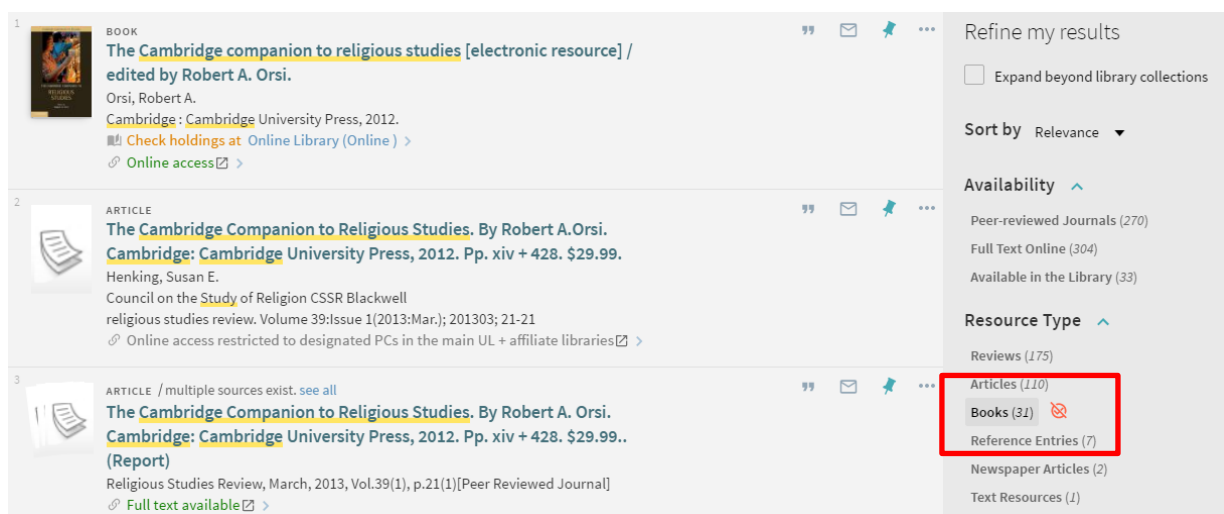 1
BOOK
The Cambridge companion to religious studies [electronic resource] /
edited by Robert A. Orsi.
Orsi, Robert A.
Cambridge : Cambridge University Press, 2012.
Check holdings at Online Library (Online ) >
Online access >
2
ARTICLE
The Cambridge Companion to Religious Studies. By Robert A.Orsi.
Cambridge: Cambridge University Press, 2012. Pp. xiv + 428. $29.99.
Henking, Susan E.
Council on the Study of Religion CSSR Blackwell
religious studies review. Volume 39:Issue 1(2013:Mar.); 201303; 21-21
Online access restricted to designated PCs in the main UL + affiliate libraries >
3
ARTICLE / multiple sources exist. see all
The Cambridge Companion to Religious Studies. By Robert A. Orsi.
Cambridge: Cambridge University Press, 2012. Pp. xiv + 428. $29.99..
(Report)
Religious Studies Review, March, 2013, Vol.39(1), p.21(1)[Peer Reviewed Journal]
Full text available >
Refine my results
Expand beyond library collections
Sort by Relevance
Availability
Peer-reviewed Journals (270)
Full Text Online (304)
Available in the Library (33)
Resource Type
Reviews (175)
Articles (110)
Books (31)
Reference Entries (7)
Newspaper Articles (2)
Text Resources (1)